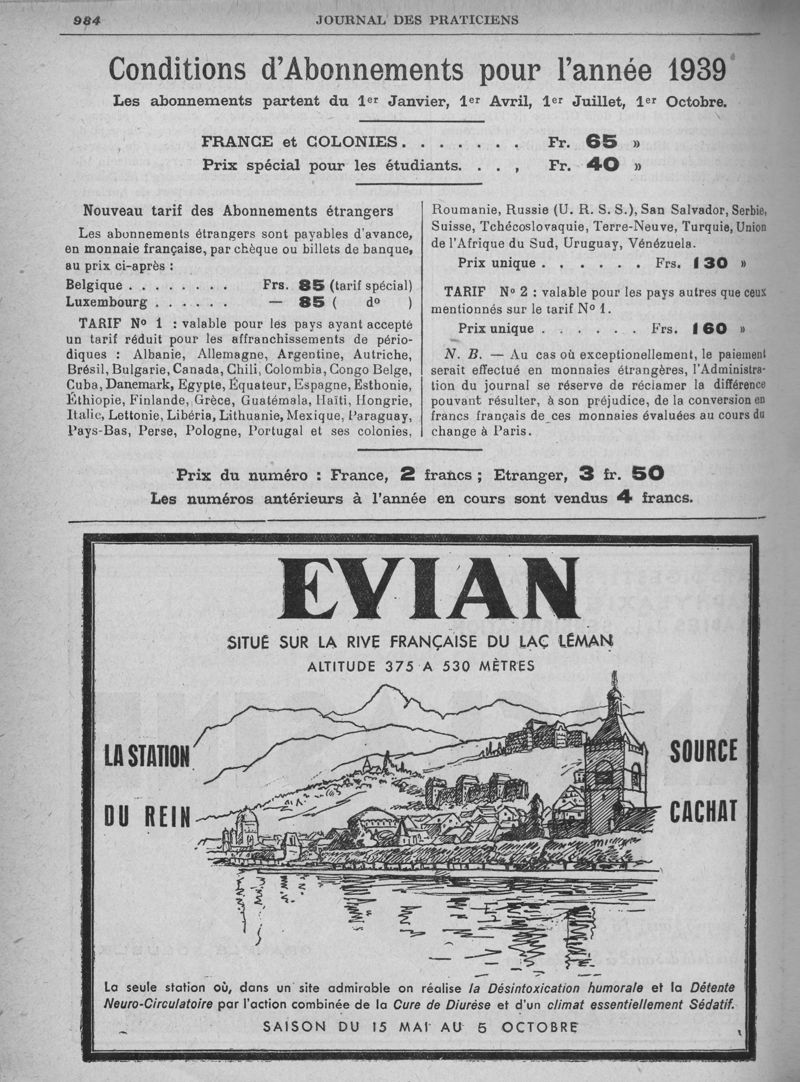 984
JOURNAL DES PRATICIENS
Conditions d'Abonnements pour l'année 1939
Les abonnements partent du 1er Janvier, 1er Avril, 1er Juillet, 1er Octobre.
FRANCE et COLONIES. . . . . . . Fr. 65 »
Prix spécial pour les étudiants. . . , Fr. 40 »
Nouveau tarif des Abonnements étrangers
Les abonnements étrangers sont payables d'avance,
en monnaie française, par chèque ou billets de banque,
au prix ci-après :
Belgique . . . . . . . . Frs. 85 (tarif spécial)
Luxembourg . . . . . . — 85 ( do )
TARIF No 1 : valable pour les pays ayant accepté
un tarif réduit pour les affranchissements de pério-
diques : Albanie, Allemagne, Argentine, Autriche,
Brésil, Bulgarie, Canada, Chili, Colombia, Congo Belge,
Cuba, Danemark, Egypte, Équateur, Espagne, Esthonie,
Éthiopie, Finlande, Grèce, Guatémala, Haïti, Hongrie,
Italie, Lettonie, Libéria, Lithuanie, Mexique, Paraguay,
Pays-Bas, Perse, Pologne, Portugal et ses colonies,
Roumanie, Russie (U. R. S. S.), San Salvador, Serbie,
Suisse, Tchécoslovaquie, Terre-Neuve, Turquie, Union
de l'Afrique du Sud, Uruguay, Vénézuela.
Prix unique . . . . . . Frs. 130 »
TARIF No 2 : valable pour les pays autres que ceux
mentionnés sur le tarif No 1.
Prix unique . . . . . . Frs. 160 »
N. B. — Au cas où exceptionellement, le paiement
serait effectué en monnaies étrangères, l'Administra-
tion du journal se réserve de réclamer la différence
pouvant résulter, à son préjudice, de la conversion en
francs français de ces monnaies évaluées au cours du
change à Paris.
Prix du numéro : France, 2 francs ; Etranger, 3 fr. 50
Les numéros antérieurs à l'année en cours sont vendus 4 francs.
EVIAN
SITUÉ SUR LA RIVE FRANÇAISE DU LAC LÉMAN
ALTITUDE 375 A 530 MÈTRES
LA STATION
DU REIN
SOURCE
CACHAT
La seule station où, dans un site admirable on réalise la Désintoxication humorale et la Détente
Neuro-Circulatoire par l'action combinée de la Cure de Diurèse et d'un climat essentiellement Sédatif.
SAISON DU 15 MAI AU 5 OCTOBRE